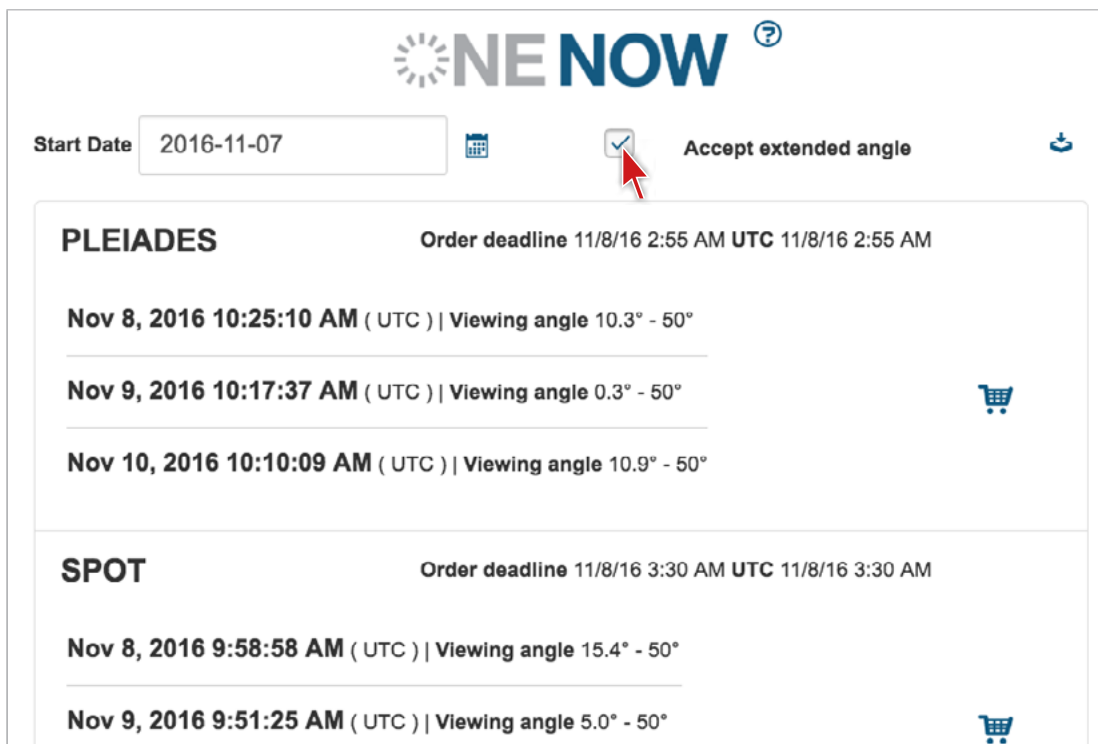 ONE NOW ?
Start Date 2016-11-07 Accept extended angle
PLEIADES Order deadline 11/8/16 2:55 AM UTC 11/8/16 2:55 AM
Nov 8, 2016 10:25:10 AM ( UTC ) | Viewing angle 10.3° - 50°
Nov 9, 2016 10:17:37 AM ( UTC ) | Viewing angle 0.3° - 50°
Nov 10, 2016 10:10:09 AM ( UTC ) | Viewing angle 10.9° - 50°
SPOT Order deadline 11/8/16 3:30 AM UTC 11/8/16 3:30 AM
Nov 8, 2016 9:58:58 AM ( UTC ) | Viewing angle 15.4° - 50°
Nov 9, 2016 9:51:25 AM ( UTC ) | Viewing angle 5.0° - 50°